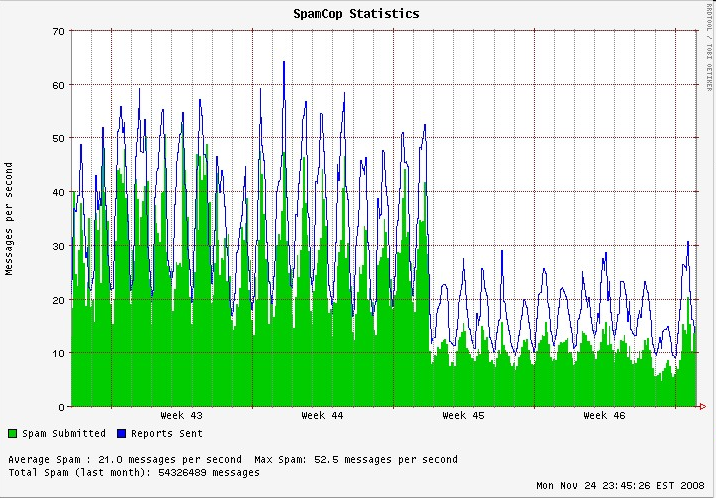 SpamCop Statistics
RRDTOOL / TOBI OETIKER
Messages per second
70
60
50
40
30
20
10
0
Week 43 Week 44 Week 45 Week 46
Spam Submitted Reports Sent
Average Spam : 21.0 messages per second Max Spam: 52.5 messages per second
Total Spam (last month): 54326489 messages
Mon Nov 24 23:45:26 EST 2008